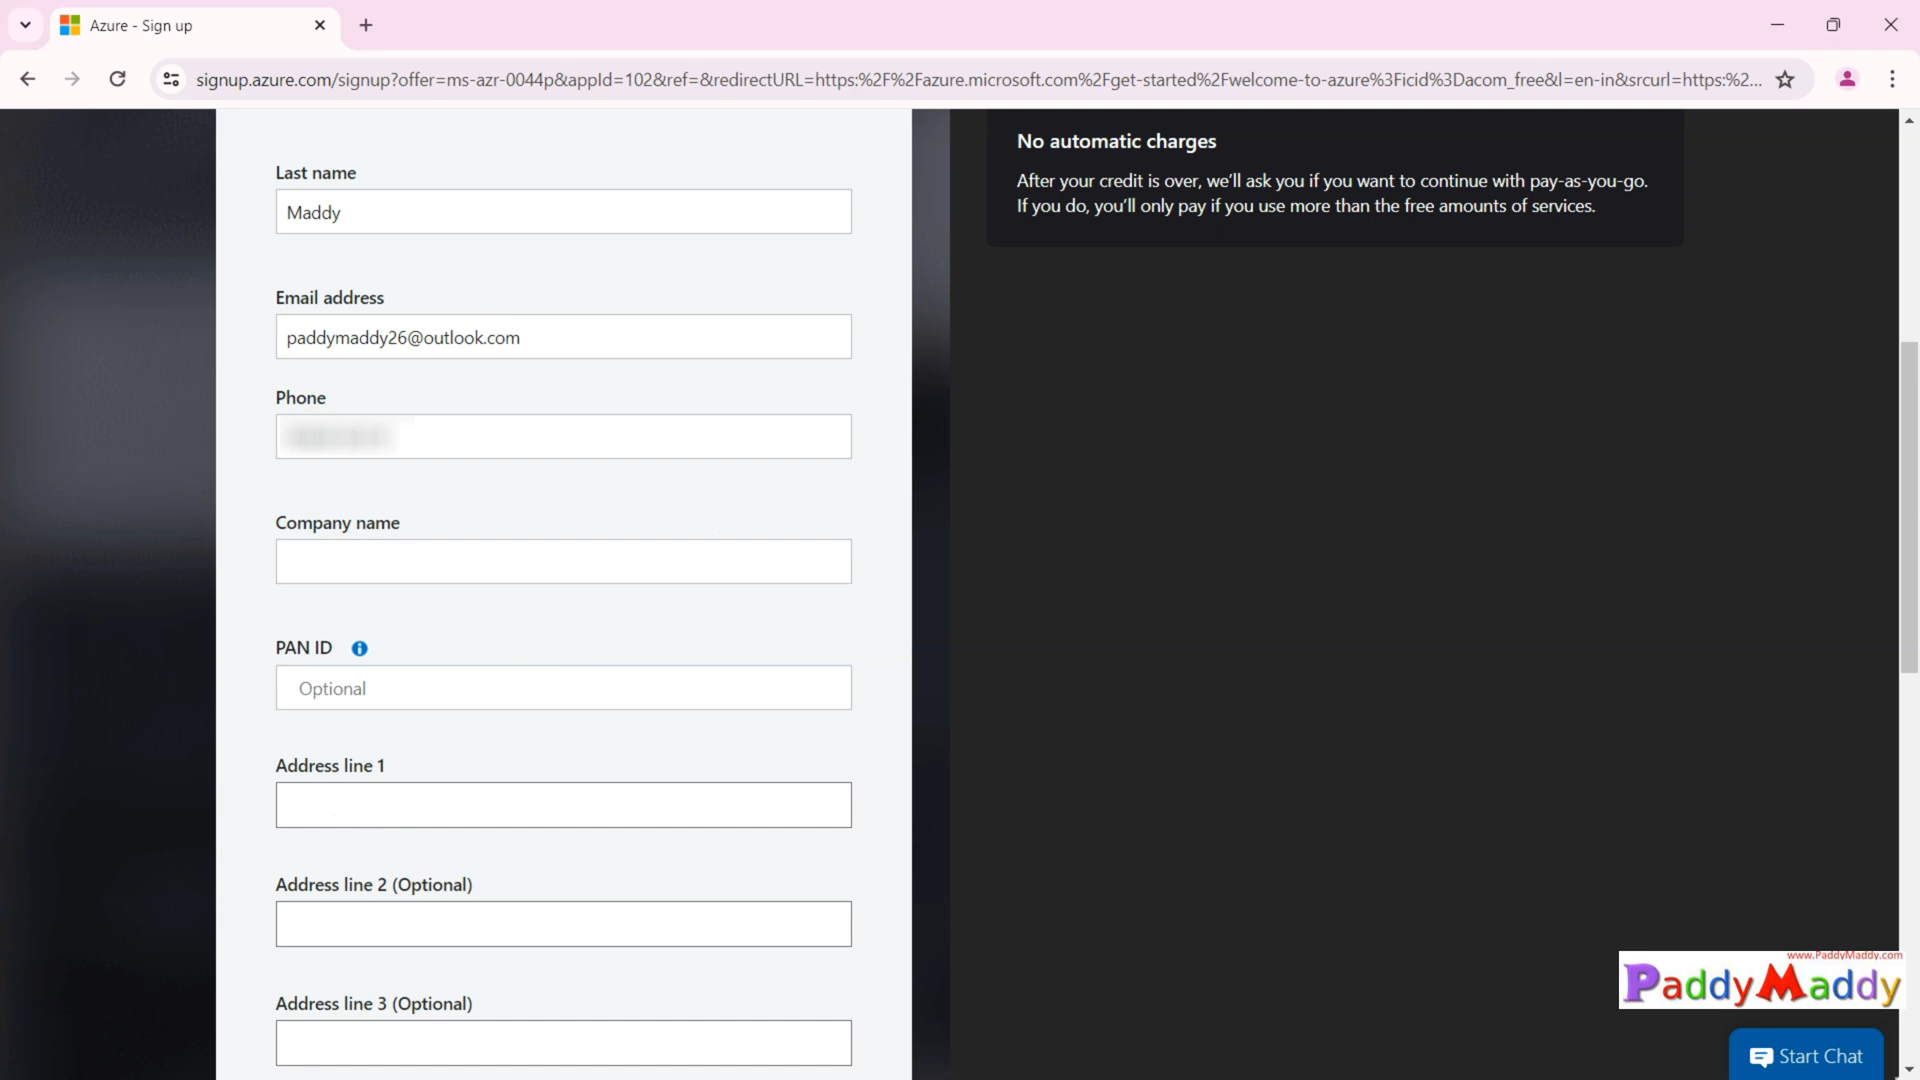 Azure - Sign up
signup.azure.com/signup?offer=ms-azr-0044p&appId=102&ref=&redirectURL=https:%2F%2Fazure.microsoft.com%2Fget-started%2Fwelcome-to-azure%3Ficid%3Dacom_free&l=en-in&srcurl=https:%2...
No automatic charges
After your credit is over, we'll ask you if you want to continue with pay-as-you-go.
If you do, you'll only pay if you use more than the free amounts of services.
Last name
Maddy
Email address
paddymaddy26@outlook.com
Phone
Company name
PAN ID
Optional
Address line 1
Address line 2 (Optional)
Address line 3 (Optional)
www.PaddyMaddy.com
PaddyMaddy
Start Chat